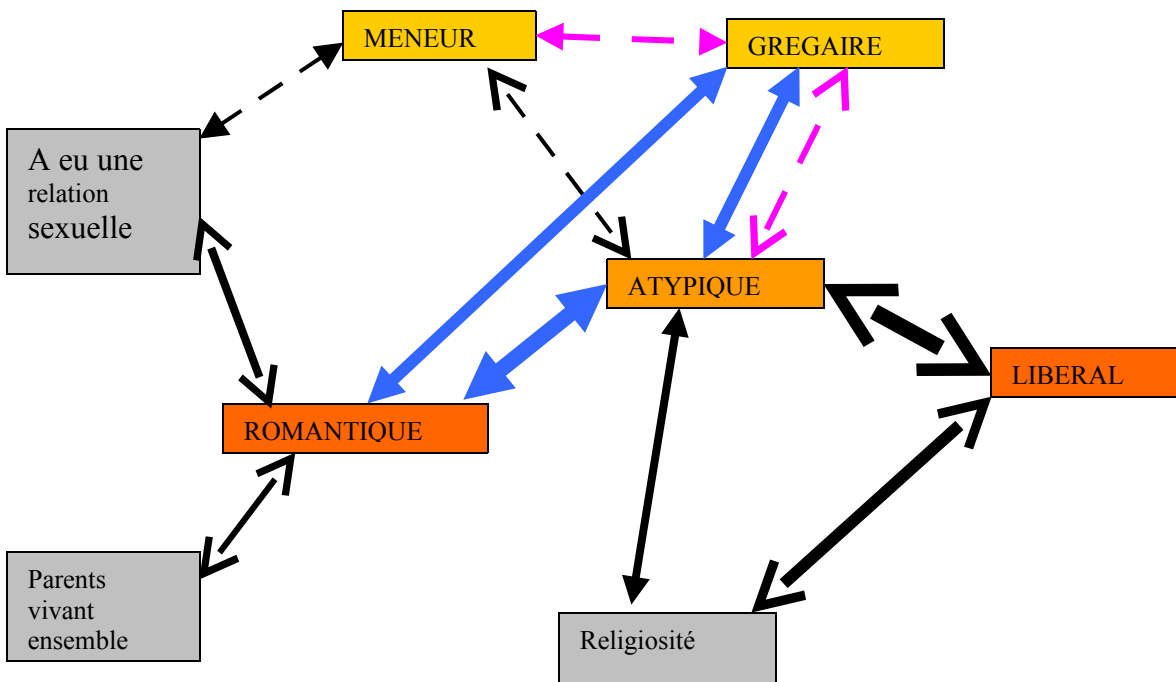 MENEUR
GREGAIRE
A eu une
relation
sexuelle
ATYPIQUE
LIBERAL
ROMANTIQUE
Parents
vivant
ensemble
Religiosité